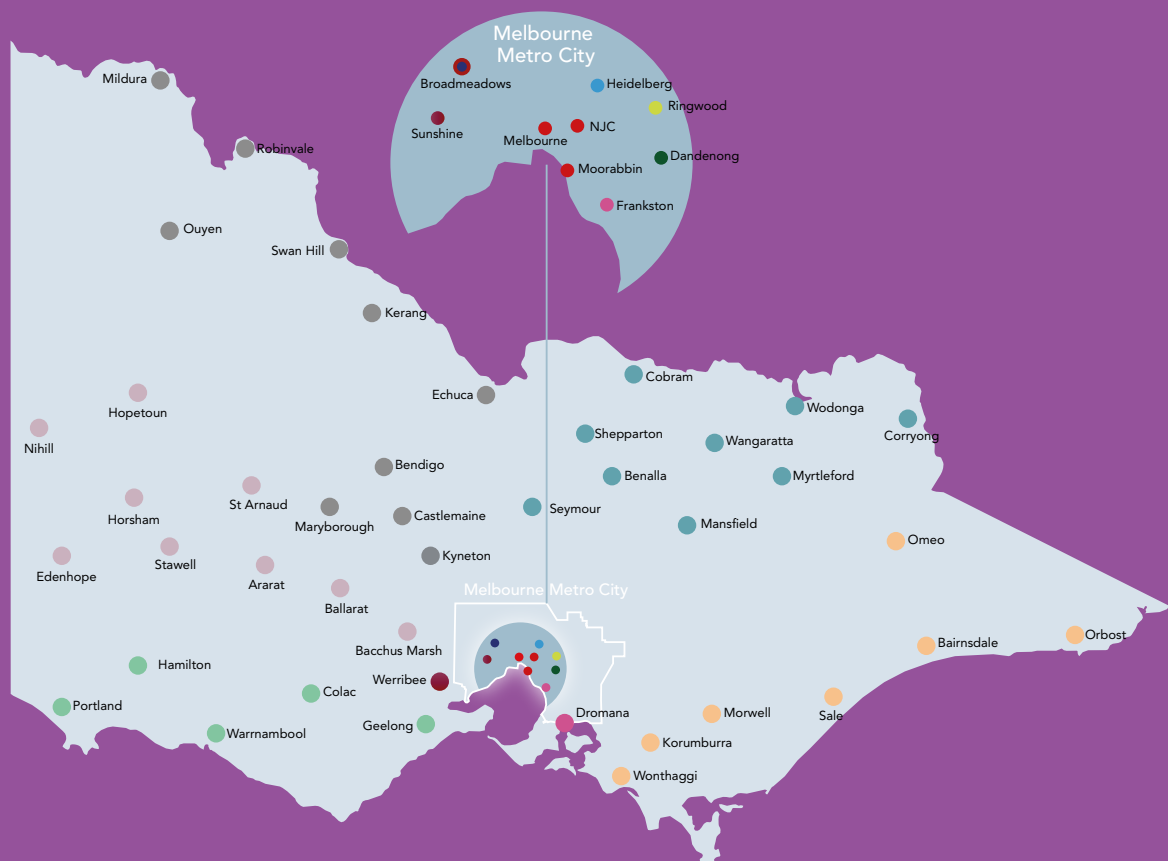 Melbourne
Metro City
Mildura
Broadmeadows
Heidelberg
Ringwood
Sunshine
NJC
Melbourne
Robinvale
Dandenong
Moorabbin
Frankston
Ouyen
Swan Hill
Kerang
Cobram
Echuca
Hopetoun
Wodonga
Nihill
Shepparton
Corryong
Wangaratta
Bendigo
Benalla
Myrtleford
St Arnaud
Horsham
Maryborough
Castlemaine
Seymour
Mansfield
Omeo
Kyneton
Stawell
Edenhope
Ararat
Melbourne Metro City
Ballarat
Orbost
Bairnsdale
Bacchus Marsh
Hamilton
Werribee
Colac
Portland
Dromana
Morwell
Sale
Geelong
Warrnambool
Korumburra
Wonthaggi